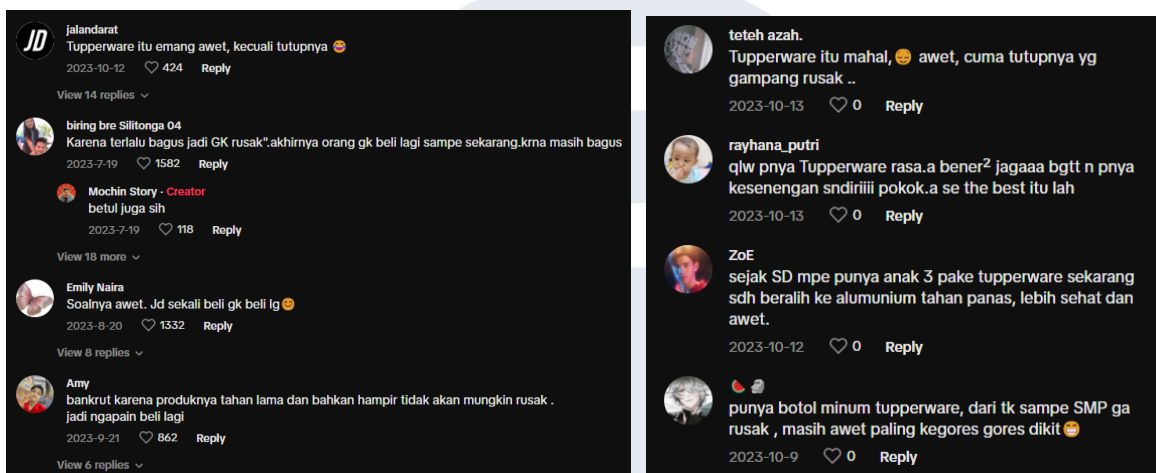 JD
jalandarat
Tupperware itu emang awet, kecuali tutupnya 😂
2023-10-12 424 Reply
View 14 replies
biring bre Silitonga 04
Karena terlalu bagus jadi GK rusak".akhirnya orang gk beli lagi sampe sekarang.krna masih bagus
2023-7-19 1582 Reply
Mochin Story · Creator
betul juga sih
2023-7-19 118 Reply
View 18 more
Emily Naira
Soalnya awet. Jd sekali beli gk beli lg😊
2023-8-20 1332 Reply
View 8 replies
Amy
bankrut karena produknya tahan lama dan bahkan hampir tidak akan mungkin rusak .
jadi ngapain beli lagi
2023-9-21 862 Reply
View 6 replies
teteh azah.
Tupperware itu mahal,😌 awet, cuma tutupnya yg
gampang rusak ..
2023-10-13 0 Reply
rayhana_putri
qlw pnya Tupperware rasa.a bener² jagaaa bgtt n pnya
kesenengan sndiriiii pokok.a se the best itu lah
2023-10-13 0 Reply
ZoE
sejak SD mpe punya anak 3 pake tupperware sekarang
sdh beralih ke alumunium tahan panas, lebih sehat dan
awet.
2023-10-12 0 Reply
🍉 🗿
punya botol minum tupperware, dari tk sampe SMP ga
rusak , masih awet paling kegores gores dikit😁
2023-10-9 0 Reply